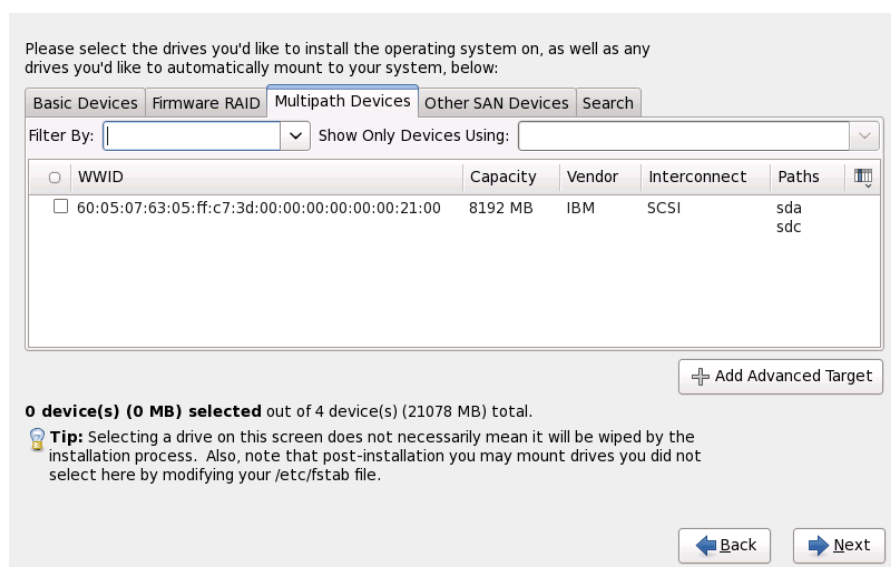 Please select the drives you'd like to install the operating system on, as well as any
drives you'd like to automatically mount to your system, below:
Basic Devices Firmware RAID Multipath Devices Other SAN Devices Search
Filter By: Show Only Devices Using:
WWID Capacity Vendor Interconnect Paths
60:05:07:63:05:ff:c7:3d:00:00:00:00:00:00:21:00 8192 MB IBM SCSI sda
sdc
Add Advanced Target
0 device(s) (0 MB) selected out of 4 device(s) (21078 MB) total.
Tip: Selecting a drive on this screen does not necessarily mean it will be wiped by the
installation process. Also, note that post-installation you may mount drives you did not
select here by modifying your /etc/fstab file.
Back Next